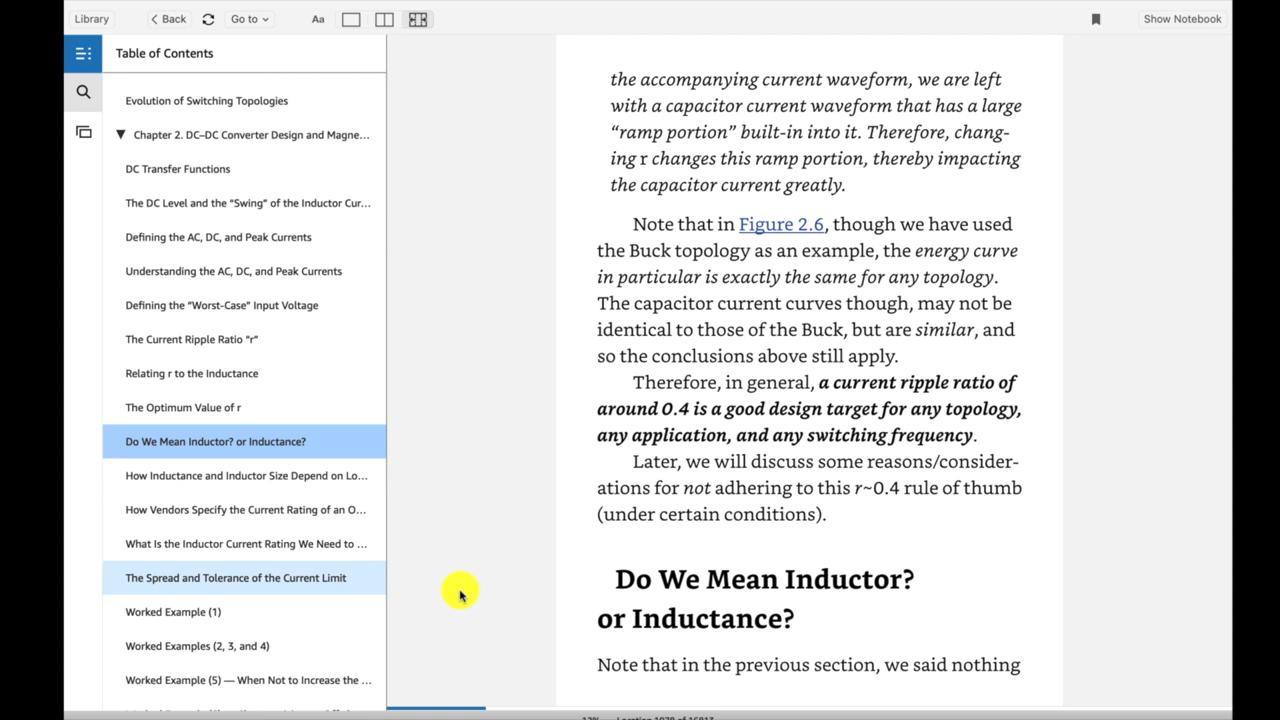 Library Back Go to Aa Show Notebook
Table of Contents
Evolution of Switching Topologies
Chapter 2. DC–DC Converter Design and Magne...
DC Transfer Functions
The DC Level and the “Swing” of the Inductor Cur...
Defining the AC, DC, and Peak Currents
Understanding the AC, DC, and Peak Currents
Defining the “Worst-Case” Input Voltage
The Current Ripple Ratio “r”
Relating r to the Inductance
The Optimum Value of r
Do We Mean Inductor? or Inductance?
How Inductance and Inductor Size Depend on Lo...
How Vendors Specify the Current Rating of an O...
What Is the Inductor Current Rating We Need to ...
The Spread and Tolerance of the Current Limit
Worked Example (1)
Worked Examples (2, 3, and 4)
Worked Example (5) — When Not to Increase the ...
the accompanying current waveform, we are left
with a capacitor current waveform that has a large
“ramp portion” built-in into it. Therefore, chang-
ing r changes this ramp portion, thereby impacting
the capacitor current greatly.
Note that in Figure 2.6, though we have used
the Buck topology as an example, the energy curve
in particular is exactly the same for any topology.
The capacitor current curves though, may not be
identical to those of the Buck, but are similar, and
so the conclusions above still apply.
Therefore, in general, a current ripple ratio of
around 0.4 is a good design target for any topology,
any application, and any switching frequency.
Later, we will discuss some reasons/consider-
ations for not adhering to this r~0.4 rule of thumb
(under certain conditions).
Do We Mean Inductor?
or Inductance?
Note that in the previous section, we said nothing